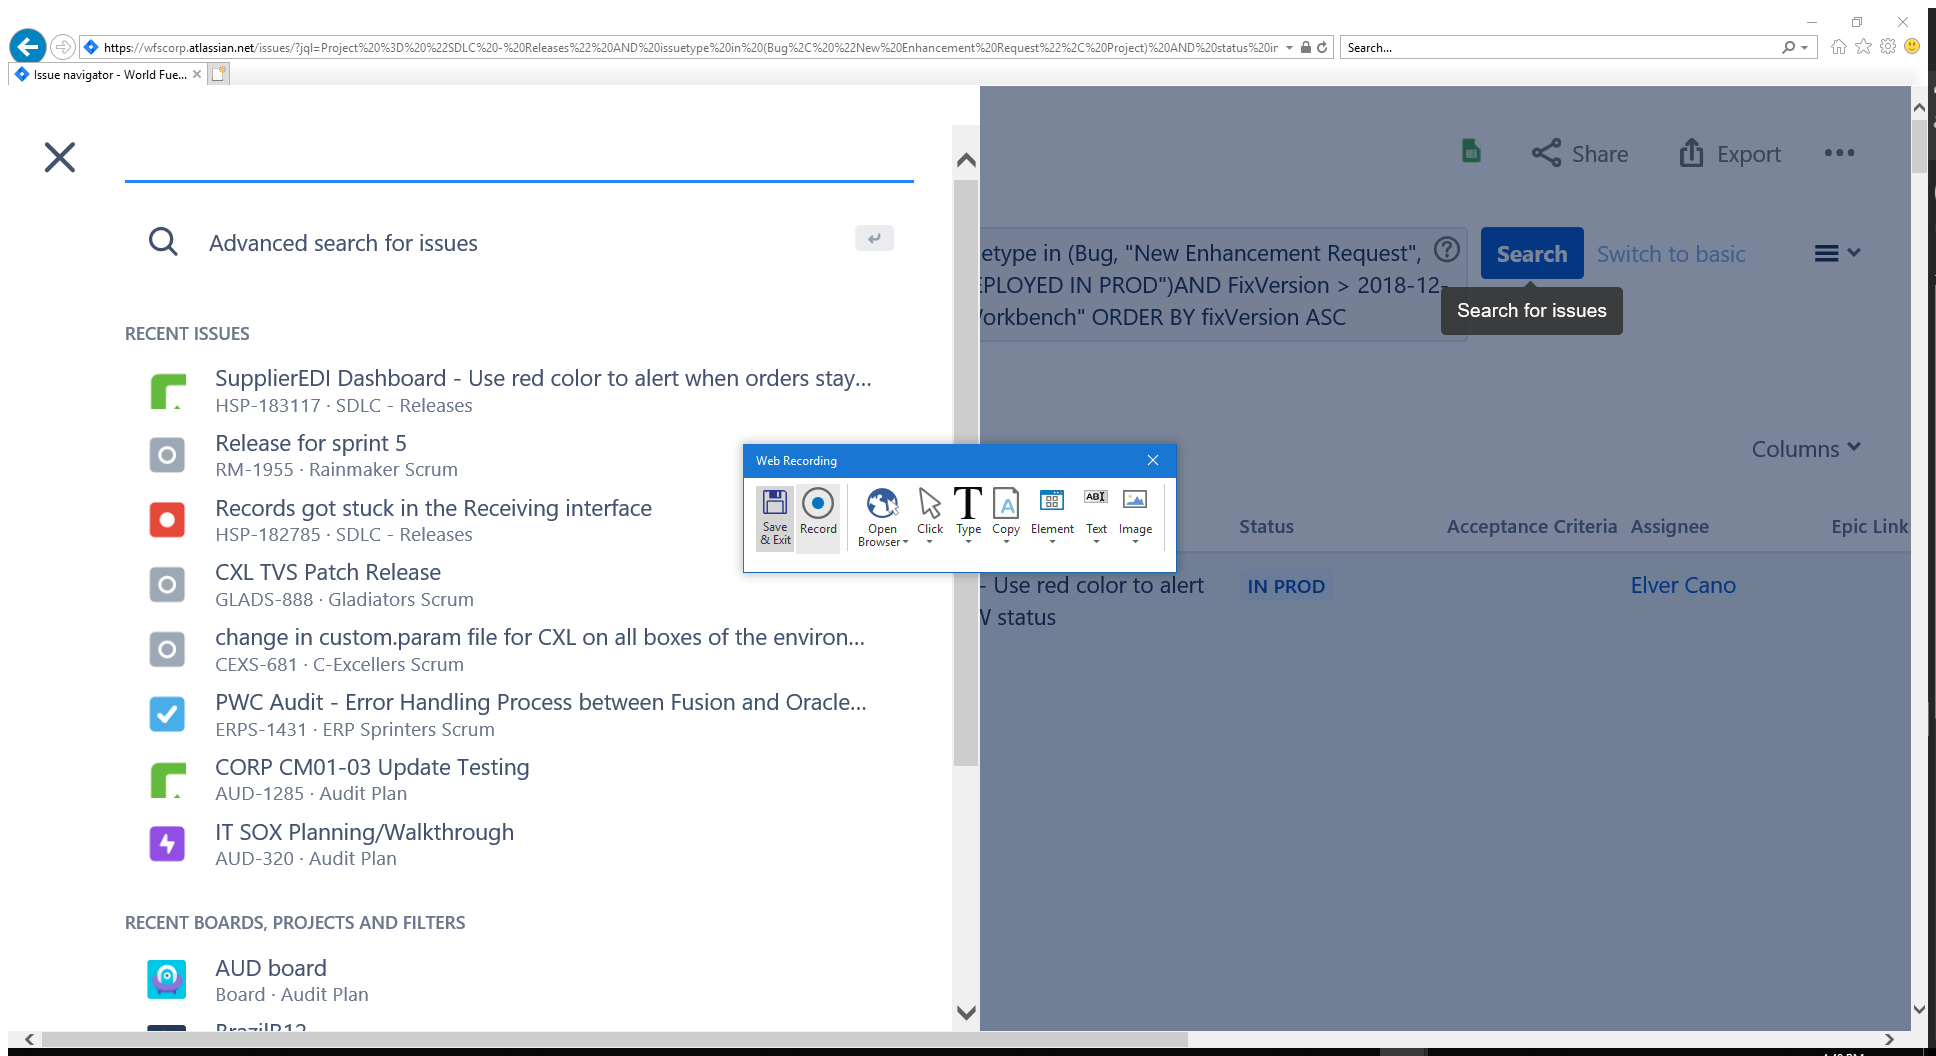 https://wfscorp.atlassian.net/issues/?jql=Project%20%3D%20%22SDLC%20-%20Releases%22%20AND%20issuetype%20in%20(Bug%2C%20%22New%20Enhancement%20Request%22%2C%20Project)%20AND%20status%20in
Search...
Issue navigator - World Fue...
Share
Export
Advanced search for issues
etype in (Bug, "New Enhancement Request",
EPLOYED IN PROD")AND FixVersion > 2018-12-
Workbench" ORDER BY fixVersion ASC
Search
Switch to basic
Search for issues
RECENT ISSUES
SupplierEDI Dashboard - Use red color to alert when orders stay...
HSP-183117 · SDLC - Releases
Release for sprint 5
RM-1955 · Rainmaker Scrum
Records got stuck in the Receiving interface
HSP-182785 · SDLC - Releases
CXL TVS Patch Release
GLADS-888 · Gladiators Scrum
change in custom.param file for CXL on all boxes of the environ...
CEXS-681 · C-Excellers Scrum
PWC Audit - Error Handling Process between Fusion and Oracle...
ERPS-1431 · ERP Sprinters Scrum
CORP CM01-03 Update Testing
AUD-1285 · Audit Plan
IT SOX Planning/Walkthrough
AUD-320 · Audit Plan
RECENT BOARDS, PROJECTS AND FILTERS
AUD board
Board · Audit Plan
BrazilR12
Web Recording
Save & Exit
Record
Open Browser
Click
Type
Copy
Element
ABI
Text
Image
Columns
Status
Acceptance Criteria
Assignee
Epic Link
- Use red color to alert
W status
IN PROD
Elver Cano